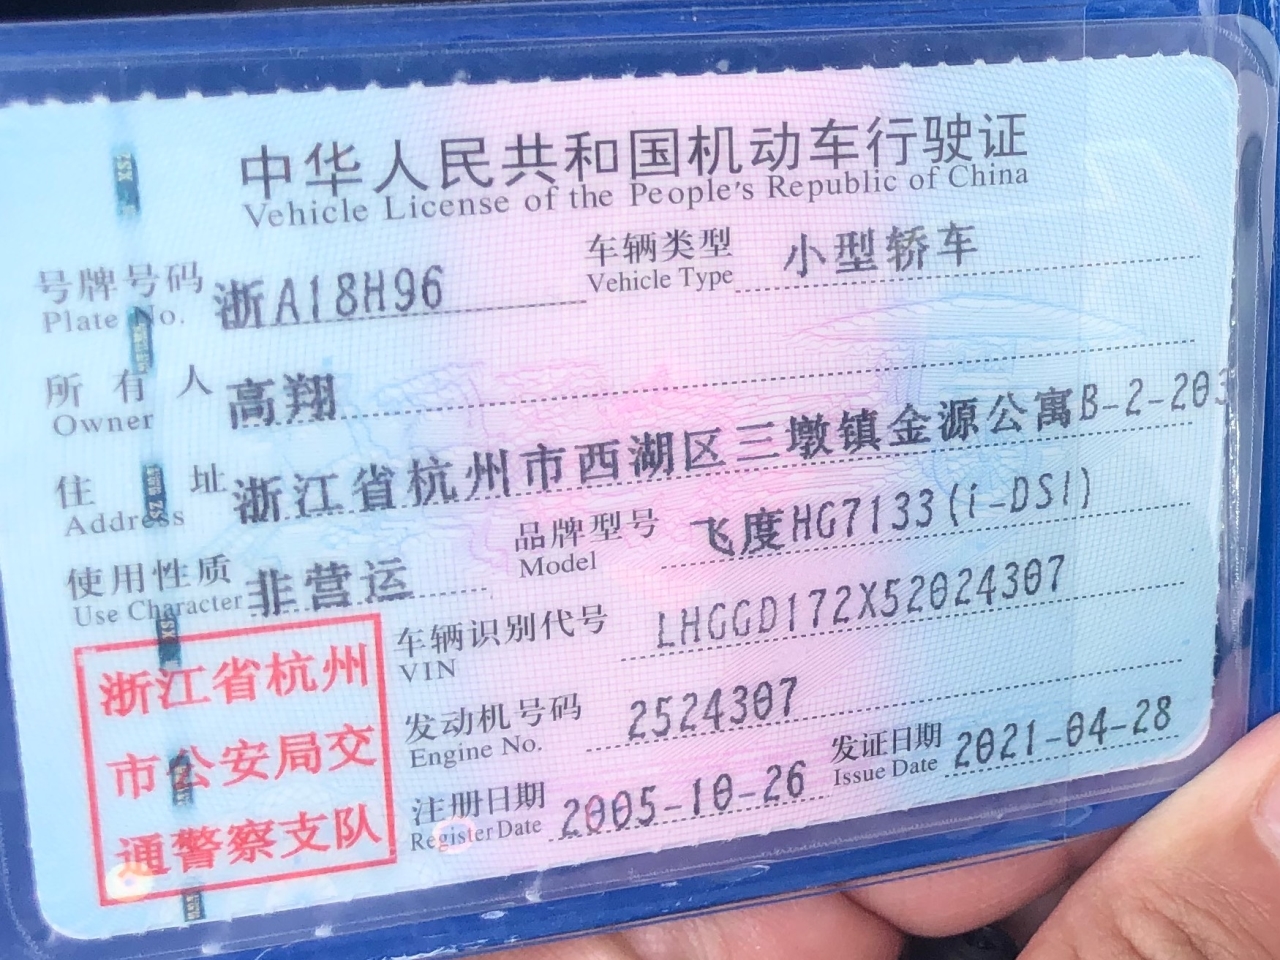 中华人民共和国机动车行驶证
Vehicle License of the People's Republic of China
号牌号码 浙A18H96 车辆类型 小型轿车
Plate No. Vehicle Type
所有人 高翔
Owner
住址 浙江省杭州市西湖区三墩镇金源公寓B-2-203
Address
使用性质 非营运 品牌型号 飞度HG7133(i-DSI)
Use Character Model
浙江省杭州
市公安局交
通警察支队
车辆识别代号 LHGGD172X52024307
VIN
发动机号码 2524307
Engine No.
注册日期 2005-10-26 发证日期 2021-04-28
Register Date Issue Date